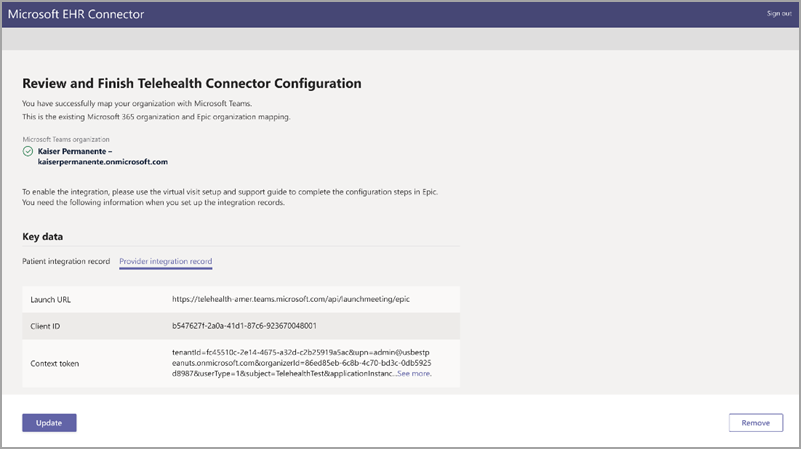 Microsoft EHR Connector
Sign out
Review and Finish Telehealth Connector Configuration
You have successfully map your organization with Microsoft Teams.
This is the existing Microsoft 365 organization and Epic organization mapping.
Microsoft Teams organization
Kaiser Permanente –
kaiserpermanente.onmicrosoft.com
To enable the integration, please use the virtual visit setup and support guide to complete the configuration steps in Epic.
You need the following information when you set up the integration records.
Key data
Patient integration record
Provider integration record
Launch URL
https://telehealth-amer.teams.microsoft.com/api/launchmeeting/epic
Client ID
b547627f-2a0a-41d1-87c6-923670048001
Context token
tenantId=fc45510c-2e14-4675-a32d-c2b25919a5ac&upn=admin@usbestp
eanuts.onmicrosoft.com&organizerId=86ed85eb-6c8b-4c70-bd3c-0db5925
d8987&userType=1&subject=TelehealthTest&applicationInstanc...See more.
Update
Remove